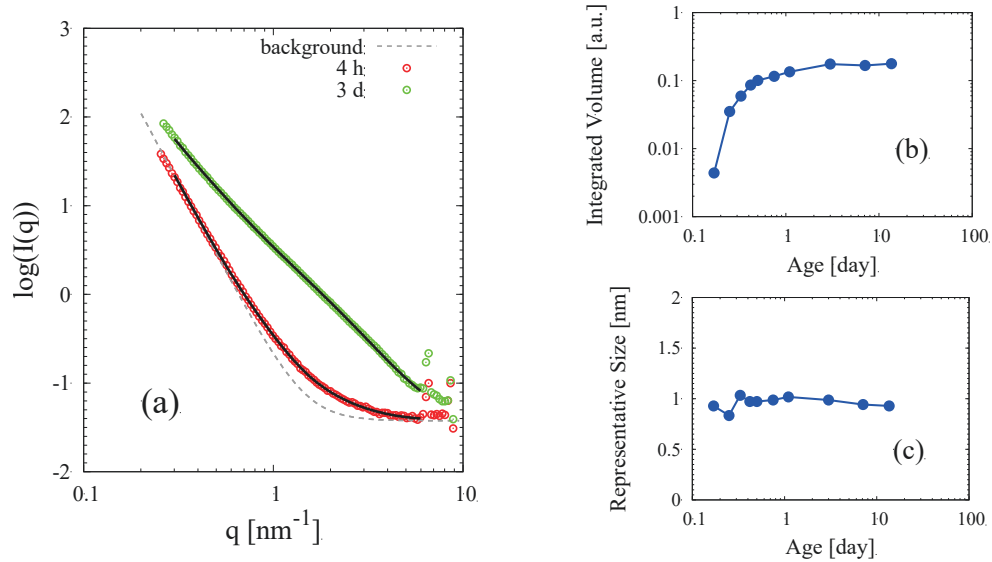 3
2
1
0
-1
-2
0.1
1
10
log(I(q))
q [nm-1]
background
4 h
3 d
(a)
1
0.1
0.01
0.001
0.1
1
10
100
Integrated Volume [a.u.]
Age [day]
(b)
2
1.5
1
0.5
0
0.1
1
10
100
Representative Size [nm]
Age [day]
(c)